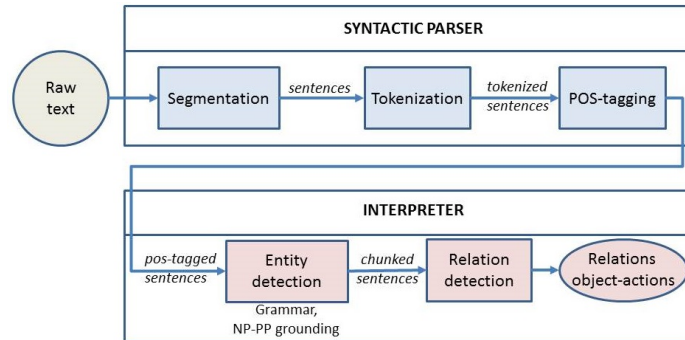 SYNTACTIC PARSER
Raw
text
Segmentation
sentences
Tokenization
tokenized
sentences
POS-tagging
INTERPRETER
pos-tagged
sentences
Entity
detection
Grammar,
NP-PP grounding
chunked
sentences
Relation
detection
Relations
object-actions